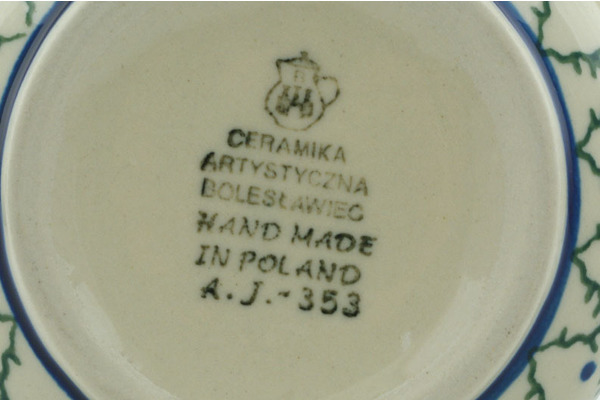 CERAMIKA
ARTYSTYCZNA
BOLESŁAWIEC
HAND MADE
IN POLAND
A.J.-353